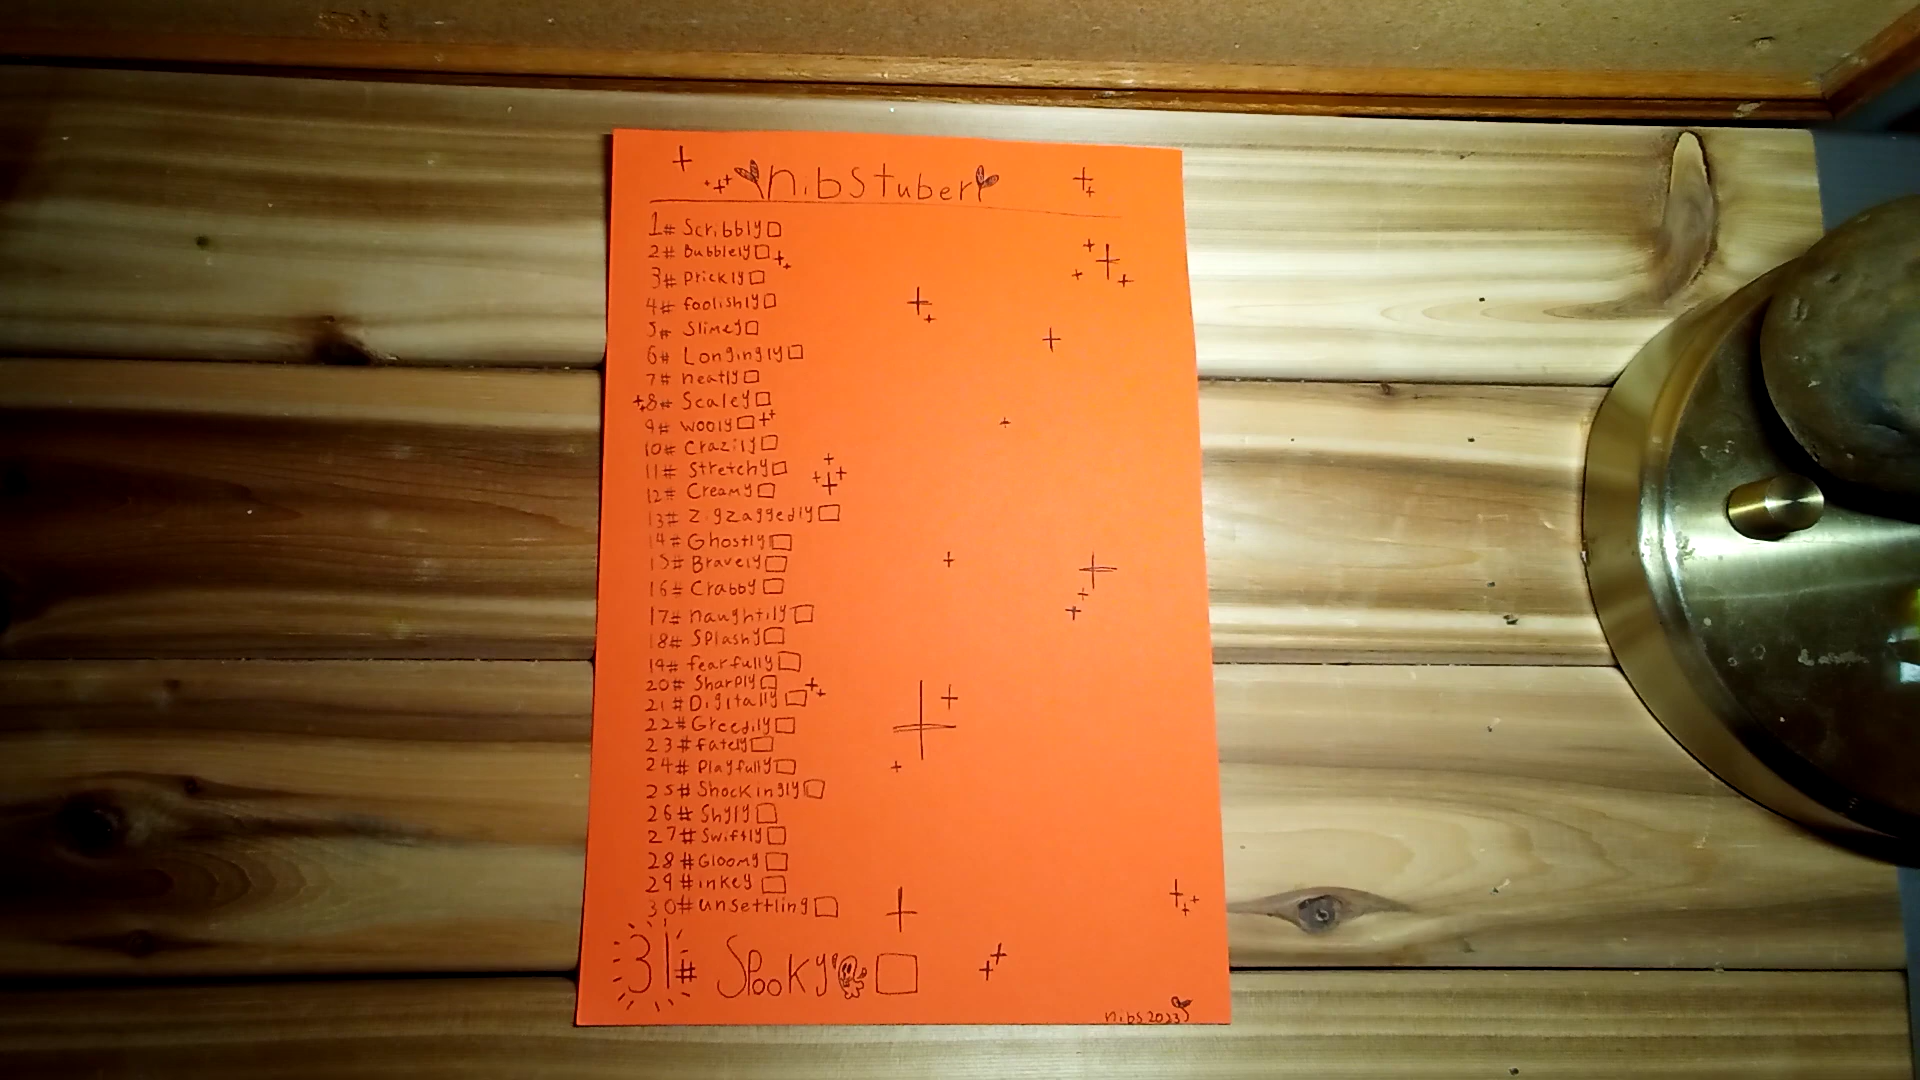 nibstuber
1# Scribbly
2# Bubblely
3# prickly
4# foolishly
5# Slimey
6# Longingly
7# neatly
8# Scaley
9# wooly
10# Crazily
11# Stretchy
12# Creamy
13# Zigzaggedly
14# Ghostly
15# Bravely
16# Crabby
17# naughtily
18# Splashy
19# fearfully
20# Sharply
21# Digitally
22# Greedily
23# fately
24# Playfully
25# Shockingly
26# Shyly
27# Swiftly
28# Gloomy
29# inkey
30# unsettling
31# Spooky
nibs2023